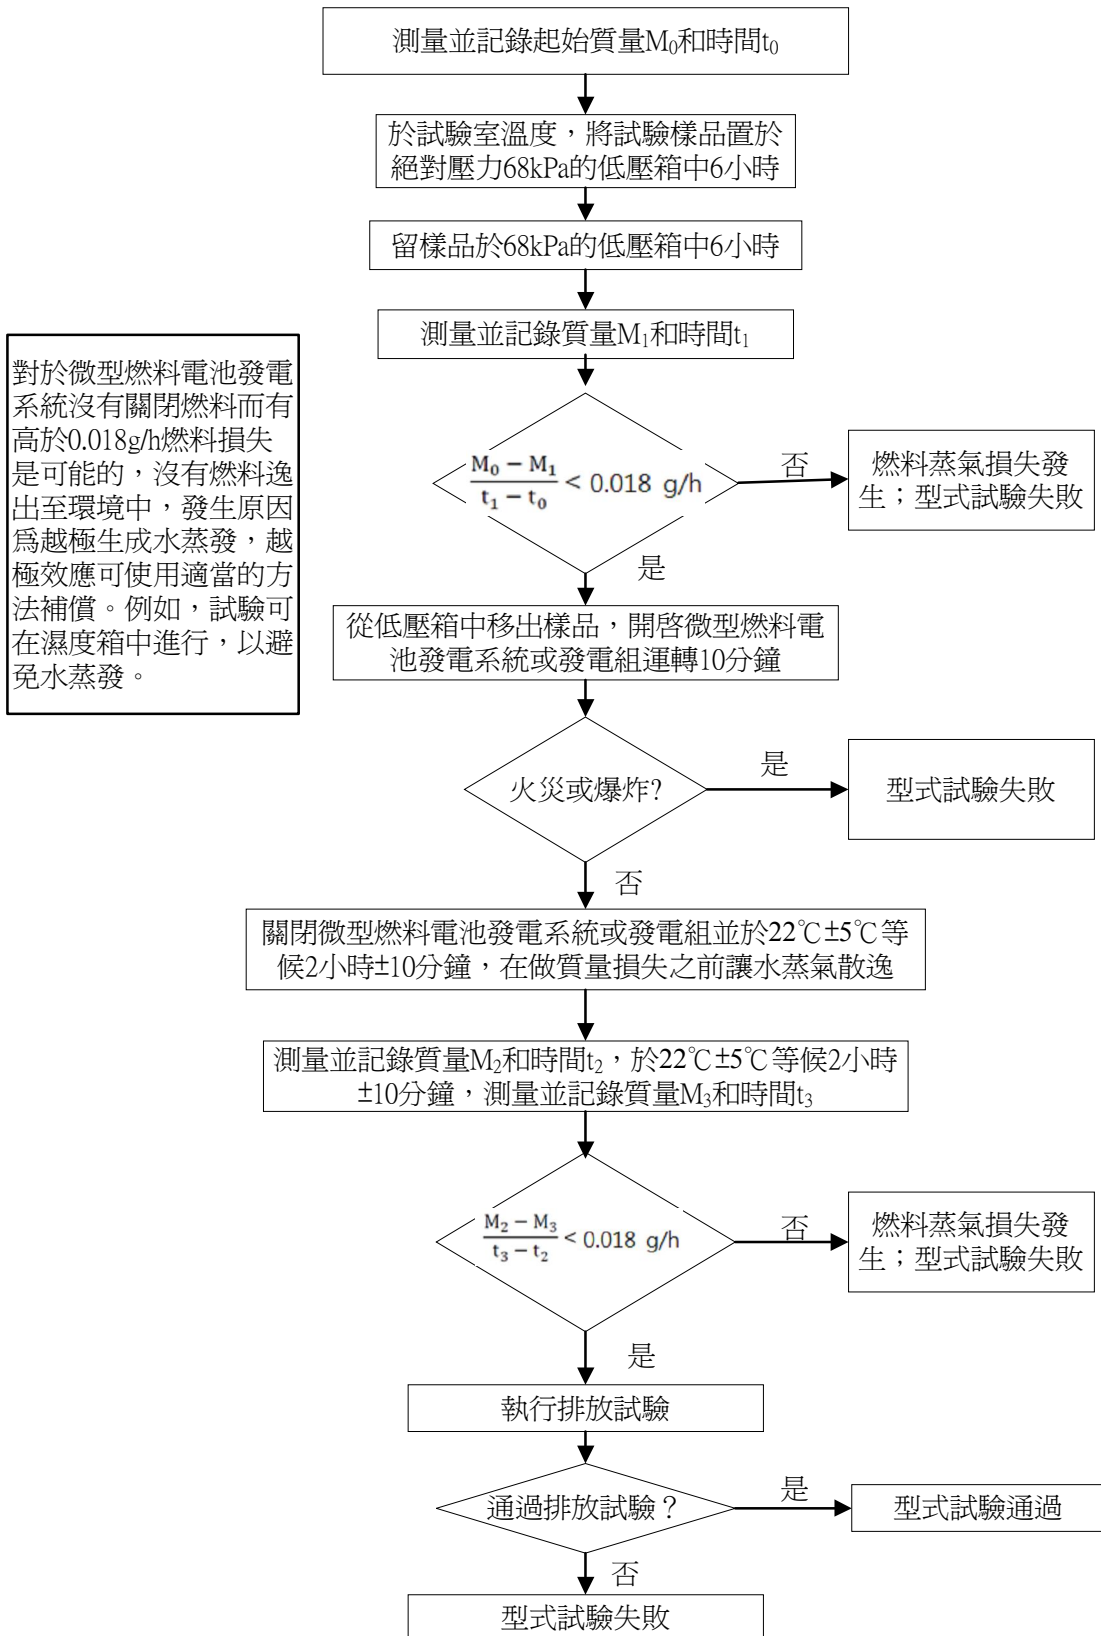 測量並記錄起始質量M₀和時間t₀
於試驗室溫度，將試驗樣品置於
絕對壓力68kPa的低壓箱中6小時
留樣品於68kPa的低壓箱中6小時
測量並記錄質量M₁和時間t₁
對於微型燃料電池發電
系統沒有關閉燃料而有
高於0.018g/h燃料損失
是可能的，沒有燃料逸
出至環境中，發生原因
為越極生成水蒸發，越
極效應可使用適當的方
法補償。例如，試驗可
在濕度箱中進行，以避
免水蒸發。
(M₀ − M₁)/(t₁ − t₀) < 0.018 g/h
否
燃料蒸氣損失發
生；型式試驗失敗
是
從低壓箱中移出樣品，開啓微型燃料電
池發電系統或發電組運轉10分鐘
火災或爆炸?
是
型式試驗失敗
否
關閉微型燃料電池發電系統或發電組並於22℃±5℃等
候2小時±10分鐘，在做質量損失之前讓水蒸氣散逸
測量並記錄質量M₂和時間t₂，於22℃±5℃等候2小時
±10分鐘，測量並記錄質量M₃和時間t₃
(M₂ − M₃)/(t₃ − t₂) < 0.018 g/h
否
燃料蒸氣損失發
生；型式試驗失敗
是
執行排放試驗
通過排放試驗？
是
型式試驗通過
否
型式試驗失敗